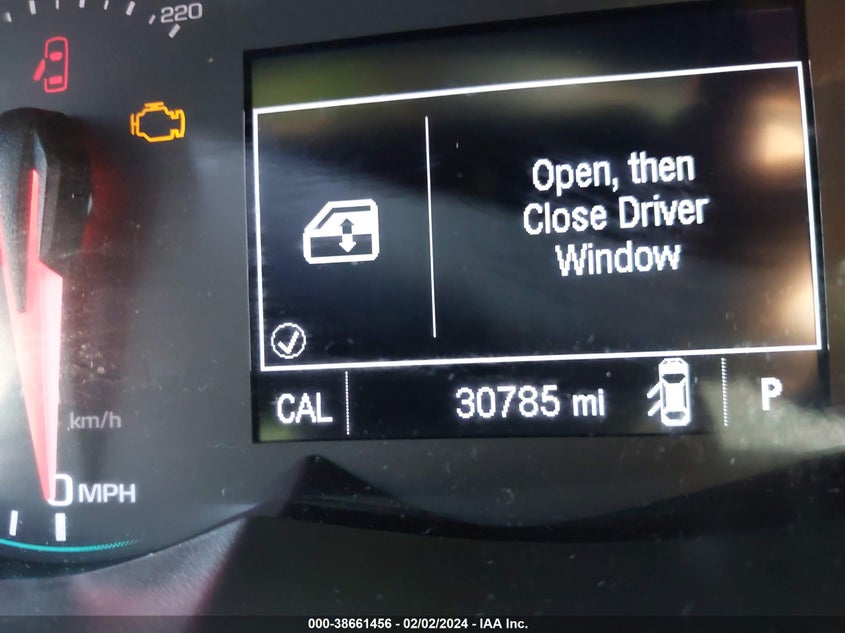 220
Open, then
Close Driver
Window
CAL
30785 mi
P
km/h
0 MPH
000-38661456 - 02/02/2024 - IAA Inc.